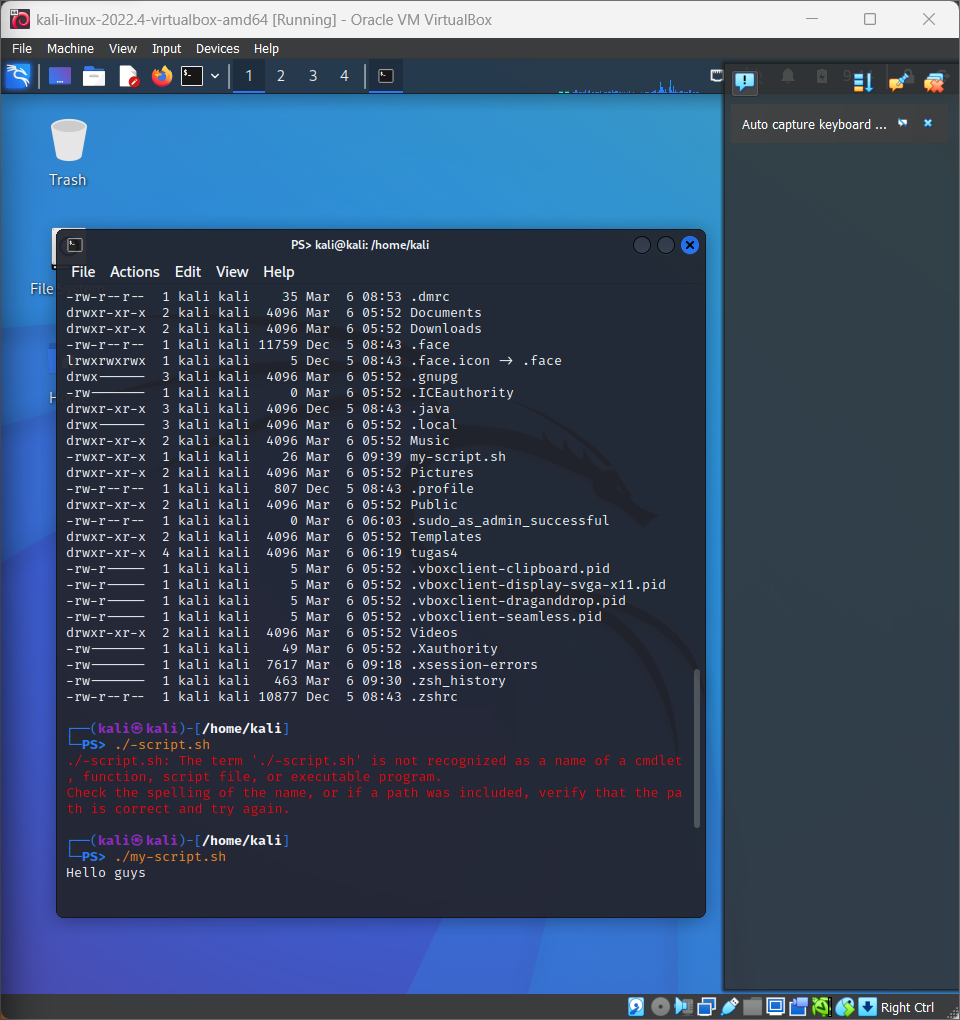 kali-linux-2022.4-virtualbox-amd64 [Running] - Oracle VM VirtualBox
File Machine View Input Devices Help
1 2 3 4
Auto capture keyboard ...
Trash
File
PS> kali@kali: /home/kali
File Actions Edit View Help
-rw-r--r-- 1 kali kali 35 Mar 6 08:53 .dmrc
drwxr-xr-x 2 kali kali 4096 Mar 6 05:52 Documents
drwxr-xr-x 2 kali kali 4096 Mar 6 05:52 Downloads
-rw-r--r-- 1 kali kali 11759 Dec 5 08:43 .face
lrwxrwxrwx 1 kali kali 5 Dec 5 08:43 .face.icon -> .face
drwx------ 3 kali kali 4096 Mar 6 05:52 .gnupg
-rw------- 1 kali kali 0 Mar 6 05:52 .ICEauthority
drwxr-xr-x 3 kali kali 4096 Dec 5 08:43 .java
drwx------ 3 kali kali 4096 Mar 6 05:52 .local
drwxr-xr-x 2 kali kali 4096 Mar 6 05:52 Music
-rwxr-xr-x 1 kali kali 26 Mar 6 09:39 my-script.sh
drwxr-xr-x 2 kali kali 4096 Mar 6 05:52 Pictures
-rw-r--r-- 1 kali kali 807 Dec 5 08:43 .profile
drwxr-xr-x 2 kali kali 4096 Mar 6 05:52 Public
-rw-r--r-- 1 kali kali 0 Mar 6 06:03 .sudo_as_admin_successful
drwxr-xr-x 2 kali kali 4096 Mar 6 05:52 Templates
drwxr-xr-x 4 kali kali 4096 Mar 6 06:19 tugas4
-rw-r----- 1 kali kali 5 Mar 6 05:52 .vboxclient-clipboard.pid
-rw-r----- 1 kali kali 5 Mar 6 05:52 .vboxclient-display-svga-x11.pid
-rw-r----- 1 kali kali 5 Mar 6 05:52 .vboxclient-draganddrop.pid
-rw-r----- 1 kali kali 5 Mar 6 05:52 .vboxclient-seamless.pid
drwxr-xr-x 2 kali kali 4096 Mar 6 05:52 Videos
-rw------- 1 kali kali 49 Mar 6 05:52 .Xauthority
-rw------- 1 kali kali 7617 Mar 6 09:18 .xsession-errors
-rw------- 1 kali kali 463 Mar 6 09:30 .zsh_history
-rw-r--r-- 1 kali kali 10877 Dec 5 08:43 .zshrc
┌──(kali㉿kali)-[/home/kali]
└─PS> ./-script.sh
./-script.sh: The term './-script.sh' is not recognized as a name of a cmdlet
, function, script file, or executable program.
Check the spelling of the name, or if a path was included, verify that the pa
th is correct and try again.
┌──(kali㉿kali)-[/home/kali]
└─PS> ./my-script.sh
Hello guys
Right Ctrl